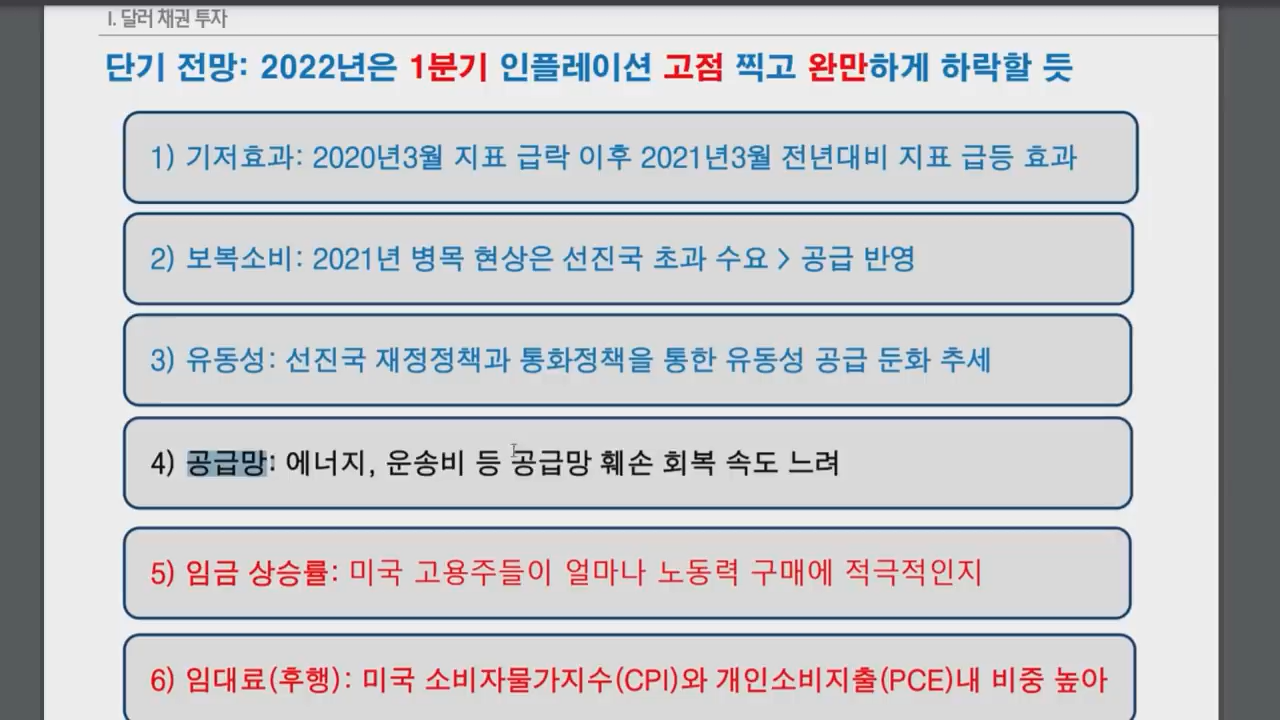 I. 달러 채권 투자
단기 전망: 2022년은 1분기 인플레이션 고점 찍고 완만하게 하락할 듯
1) 기저효과: 2020년3월 지표 급락 이후 2021년3월 전년대비 지표 급등 효과
2) 보복소비: 2021년 병목 현상은 선진국 초과 수요 > 공급 반영
3) 유동성: 선진국 재정정책과 통화정책을 통한 유동성 공급 둔화 추세
4) 공급망: 에너지, 운송비 등 공급망 훼손 회복 속도 느려
5) 임금 상승률: 미국 고용주들이 얼마나 노동력 구매에 적극적인지
6) 임대료(후행): 미국 소비자물가지수(CPI)와 개인소비지출(PCE)내 비중 높아